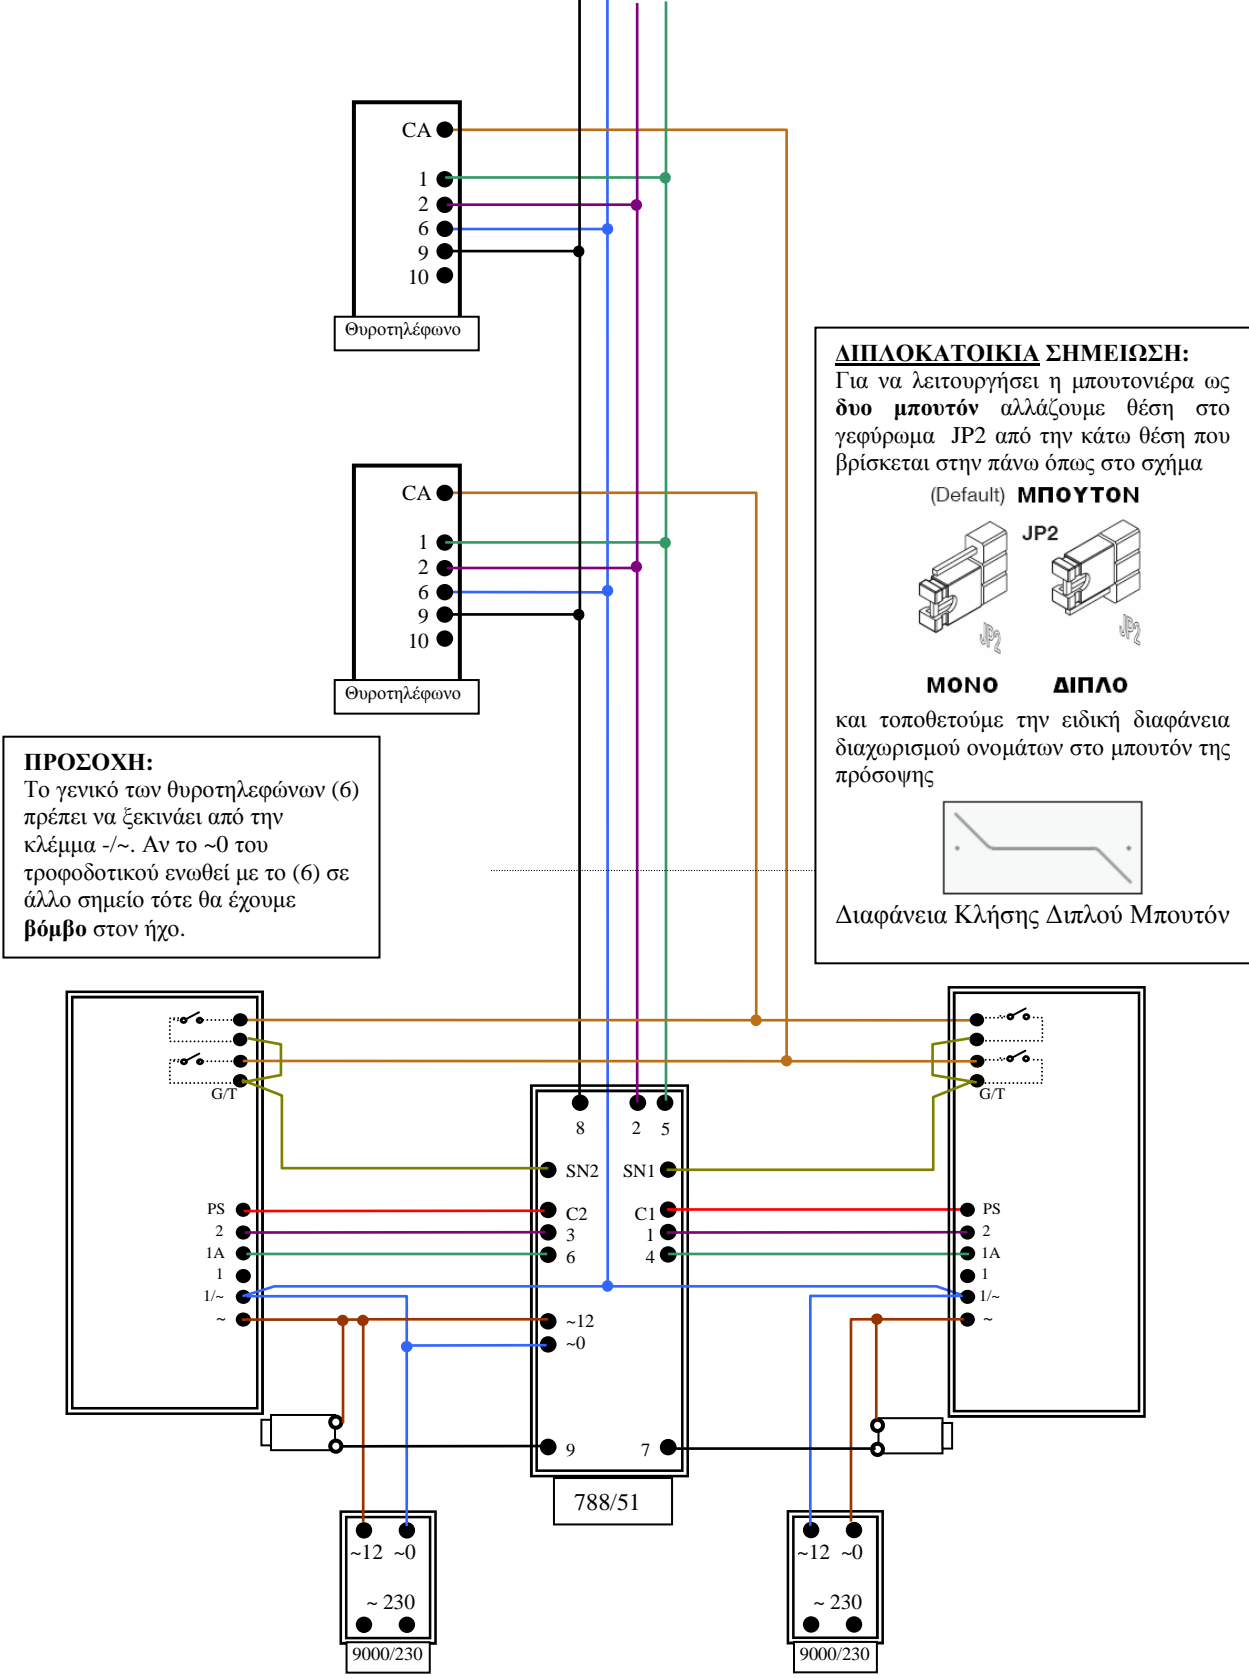 CA
1
2
6
9
10
Θυροτηλέφωνο
CA
1
2
6
9
10
Θυροτηλέφωνο
ΔΙΠΛΟΚΑΤΟΙΚΙΑ ΣΗΜΕΙΩΣΗ:
Για να λειτουργήσει η μπουτονιέρα ως
δυο μπουτόν αλλάζουμε θέση στο
γεφύρωμα JP2 από την κάτω θέση που
βρίσκεται στην πάνω όπως στο σχήμα
(Default) ΜΠΟΥΤΟΝ
JP2
JP2
JP2
ΜΟΝΟ ΔΙΠΛΟ
και τοποθετούμε την ειδική διαφάνεια
διαχωρισμού ονομάτων στο μπουτόν της
πρόσοψης
Διαφάνεια Κλήσης Διπλού Μπουτόν
ΠΡΟΣΟΧΗ:
Το γενικό των θυροτηλεφώνων (6)
πρέπει να ξεκινάει από την
κλέμμα -/~. Αν το ~0 του
τροφοδοτικού ενωθεί με το (6) σε
άλλο σημείο τότε θα έχουμε
βόμβο στον ήχο.
G/T
PS
2
1A
1
1/~
~
8 2 5
SN2 SN1
C2 C1
3 1
6 4
~12
~0
9 7
788/51
G/T
PS
2
1A
1
1/~
~
~12 ~0
~ 230
9000/230
~12 ~0
~ 230
9000/230